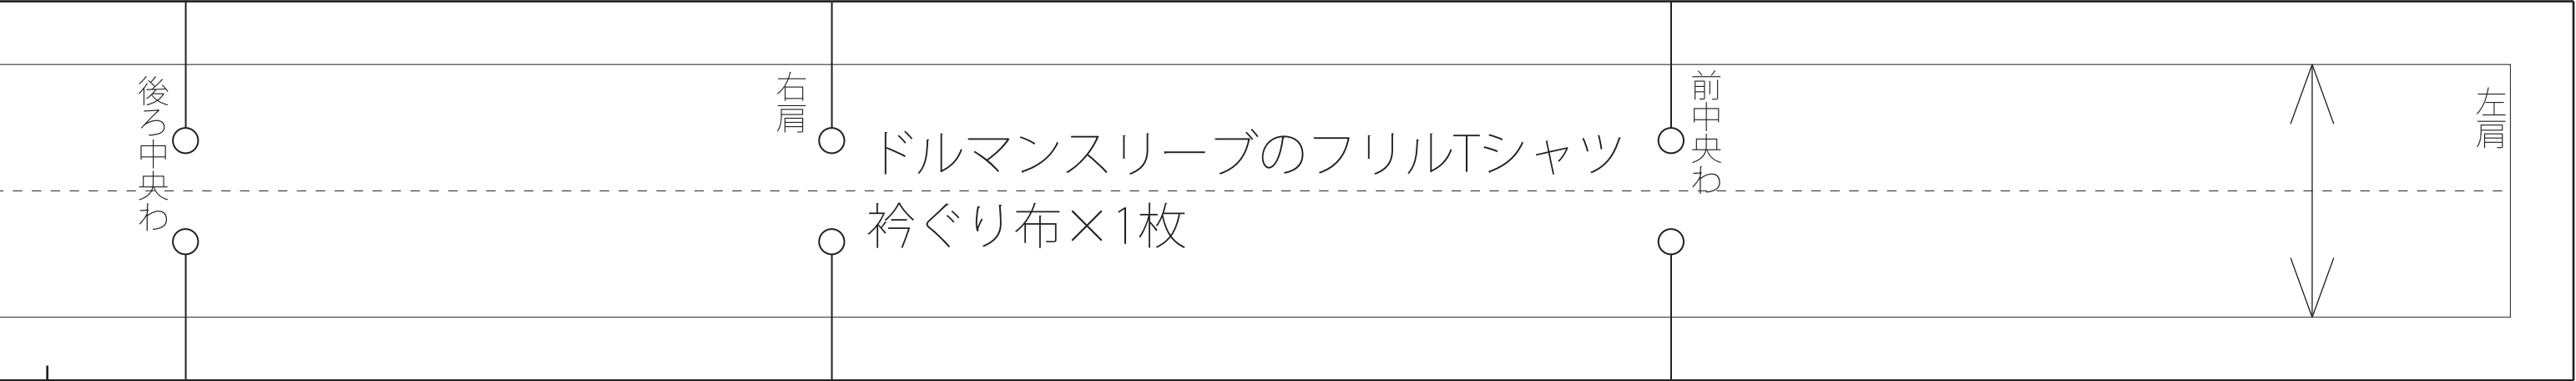 後ろ中央わ
右肩
ドルマンスリーブのフリルTシャツ
衿ぐり布×1枚
前中央わ
左肩